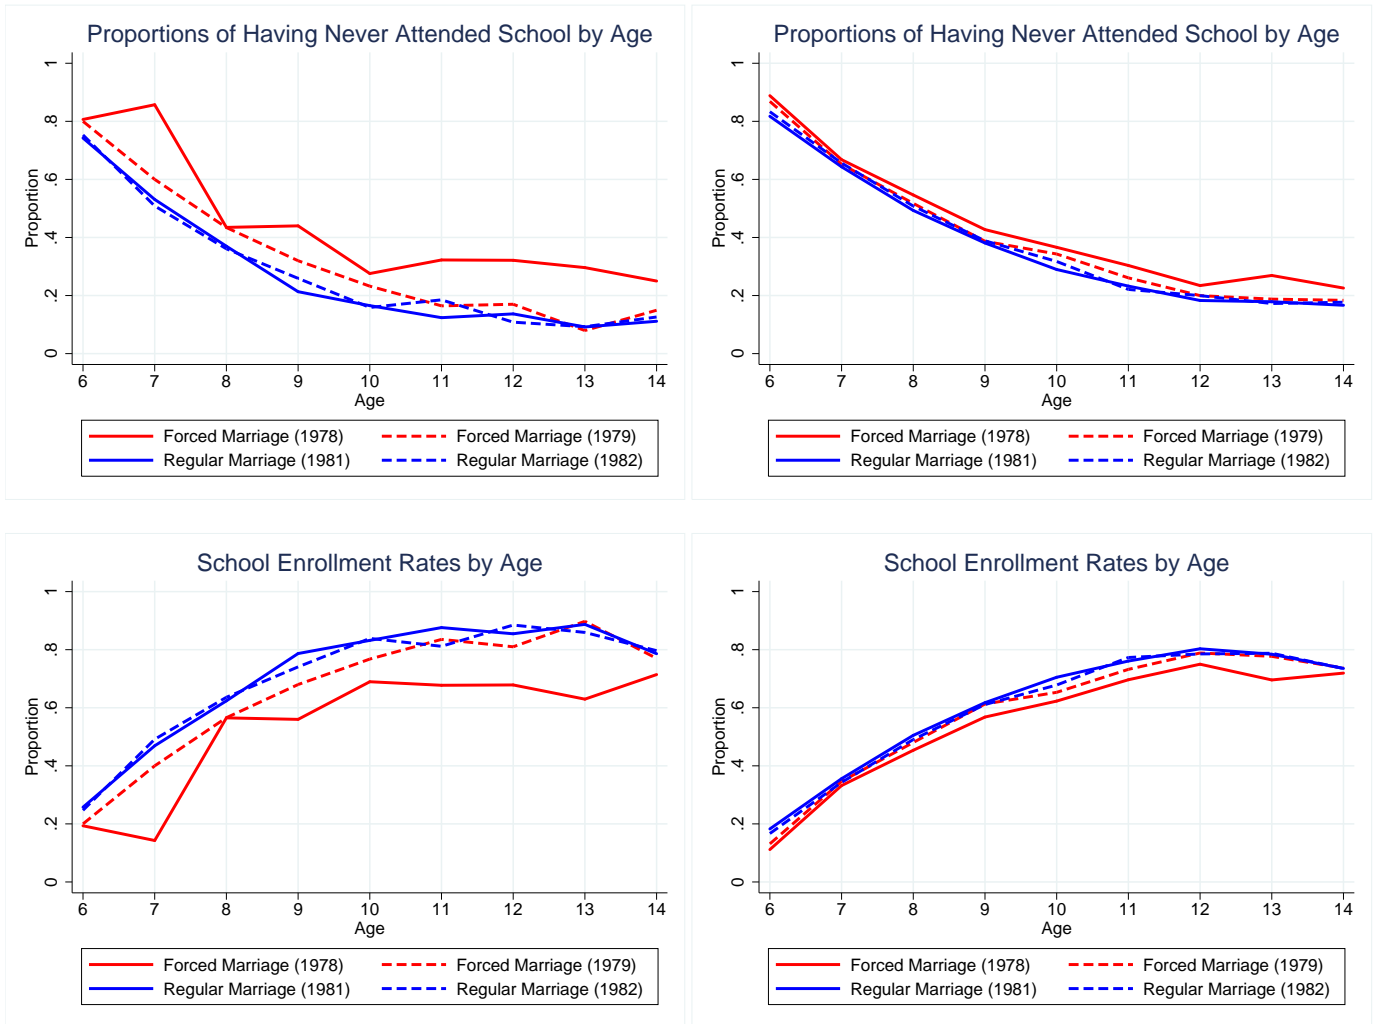 Proportions of Having Never Attended School by Age
Proportion
1
.8
.6
.4
.2
0
6 7 8 9 10 11 12 13 14
Age
Forced Marriage (1978) Forced Marriage (1979)
Regular Marriage (1981) Regular Marriage (1982)
Proportions of Having Never Attended School by Age
Proportion
1
.8
.6
.4
.2
0
6 7 8 9 10 11 12 13 14
Age
Forced Marriage (1978) Forced Marriage (1979)
Regular Marriage (1981) Regular Marriage (1982)
School Enrollment Rates by Age
Proportion
1
.8
.6
.4
.2
0
6 7 8 9 10 11 12 13 14
Age
Forced Marriage (1978) Forced Marriage (1979)
Regular Marriage (1981) Regular Marriage (1982)
School Enrollment Rates by Age
Proportion
1
.8
.6
.4
.2
0
6 7 8 9 10 11 12 13 14
Age
Forced Marriage (1978) Forced Marriage (1979)
Regular Marriage (1981) Regular Marriage (1982)